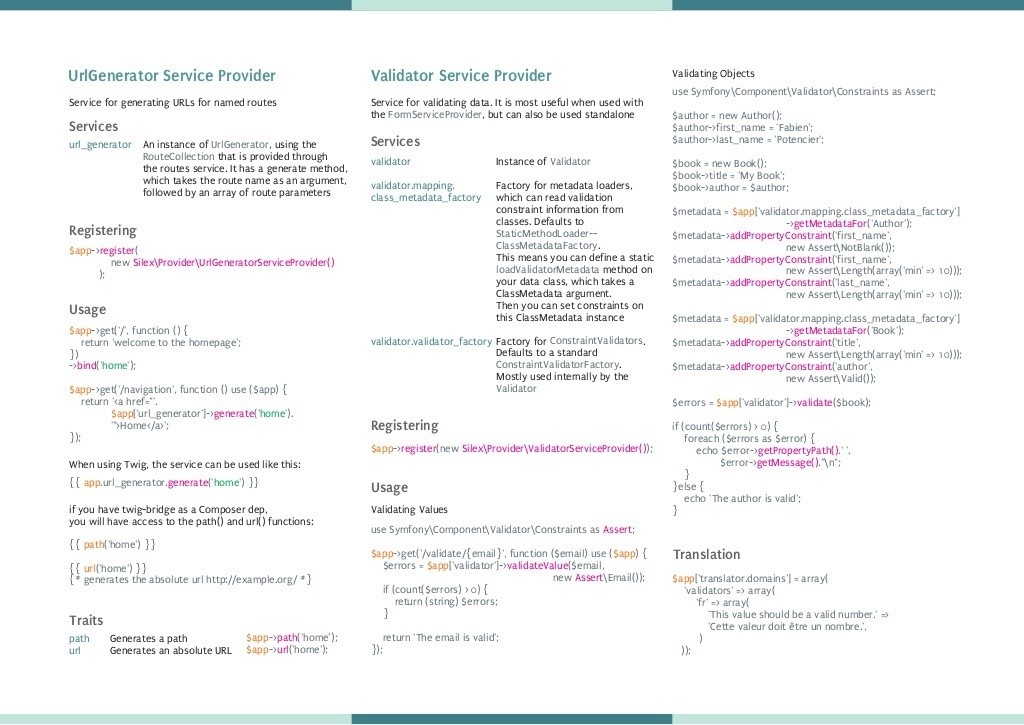 UrlGenerator Service Provider
Service for generating URLs for named routes
Services
url_generator An instance of UrlGenerator, using the
RouteCollection that is provided through
the routes service. It has a generate method,
which takes the route name as an argument,
followed by an array of route parameters
Registering
$app->register(
new Silex\Provider\UrlGeneratorServiceProvider()
);
Usage
$app->get('/', function () {
return 'welcome to the homepage';
})
->bind('home');
$app->get('/navigation', function () use ($app) {
return '<a href="'.
$app['url_generator']->generate('home').
'">Home</a>';
});
When using Twig, the service can be used like this:
{{ app.url_generator.generate('home') }}
if you have twig-bridge as a Composer dep,
you will have access to the path() and url() functions:
{{ path('home') }}
{{ url('home') }}
{# generates the absolute url http://example.org/ #}
Traits
path Generates a path $app->path('home');
url Generates an absolute URL $app->url('home');
Validator Service Provider
Service for validating data. It is most useful when used with
the FormServiceProvider, but can also be used standalone
Services
validator Instance of Validator
validator.mapping. Factory for metadata loaders,
class_metadata_factory which can read validation
constraint information from
classes. Defaults to
StaticMethodLoader--
ClassMetadataFactory.
This means you can define a static
loadValidatorMetadata method on
your data class, which takes a
ClassMetadata argument.
Then you can set constraints on
this ClassMetadata instance
validator.validator_factory Factory for ConstraintValidators,
Defaults to a standard
ConstraintValidatorFactory.
Mostly used internally by the
Validator
Registering
$app->register(new Silex\Provider\ValidatorServiceProvider());
Usage
Validating Values
use Symfony\Component\Validator\Constraints as Assert;
$app->get('/validate/{email}', function ($email) use ($app) {
$errors = $app['validator']->validateValue($email,
new Assert\Email());
if (count($errors) > 0) {
return (string) $errors;
}
return 'The email is valid';
});
Validating Objects
use Symfony\Component\Validator\Constraints as Assert;
$author = new Author();
$author->first_name = 'Fabien';
$author->last_name = 'Potencier';
$book = new Book();
$book->title = 'My Book';
$book->author = $author;
$metadata = $app['validator.mapping.class_metadata_factory']
->getMetadataFor('Author');
$metadata->addPropertyConstraint('first_name',
new Assert\NotBlank());
$metadata->addPropertyConstraint('first_name',
new Assert\Length(array('min' => 10)));
$metadata->addPropertyConstraint('last_name',
new Assert\Length(array('min' => 10)));
$metadata = $app['validator.mapping.class_metadata_factory']
->getMetadataFor('Book');
$metadata->addPropertyConstraint('title',
new Assert\Length(array('min' => 10)));
$metadata->addPropertyConstraint('author',
new Assert\Valid());
$errors = $app['validator']->validate($book);
if (count($errors) > 0) {
foreach ($errors as $error) {
echo $error->getPropertyPath().' '.
$error->getMessage()."\n";
}
}else {
echo 'The author is valid';
}
Translation
$app['translator.domains'] = array(
'validators' => array(
'fr' => array(
'This value should be a valid number.' =>
'Cette valeur doit être un nombre.',
)
));